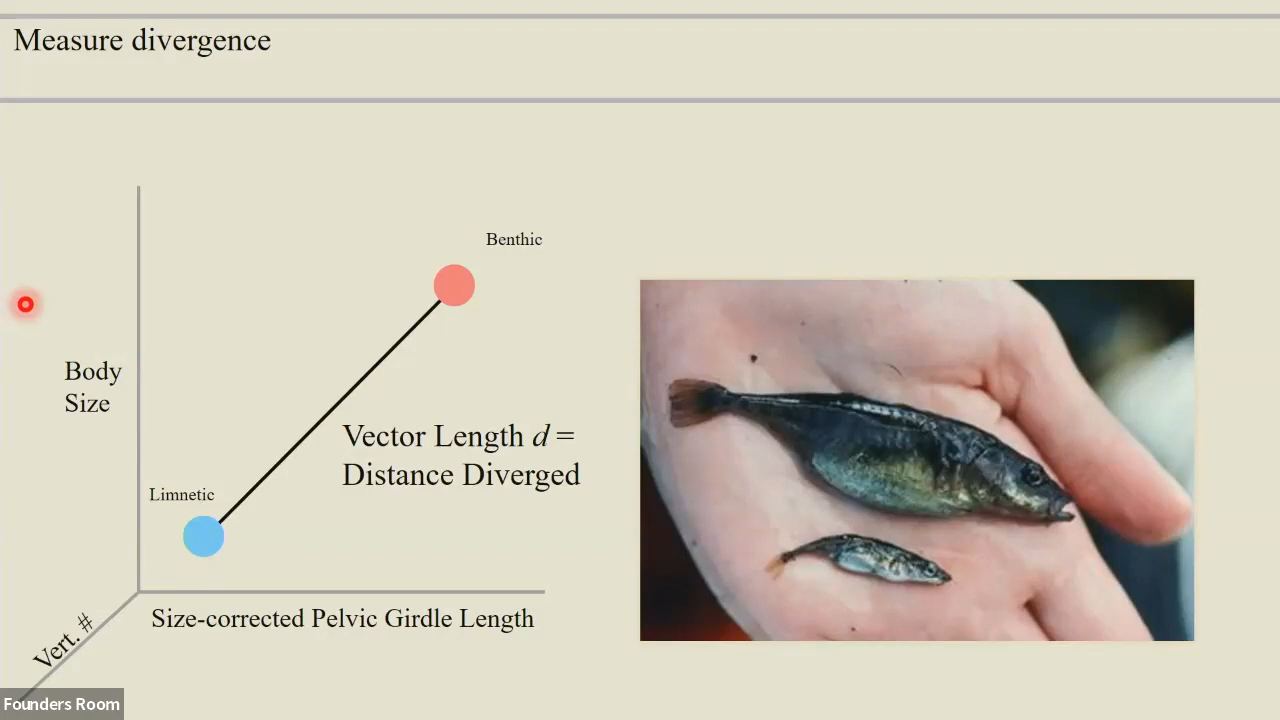 Measure divergence
Benthic
Body
Size
Vector Length d =
Distance Diverged
Limnetic
Size-corrected Pelvic Girdle Length
Vert. #
Founders Room